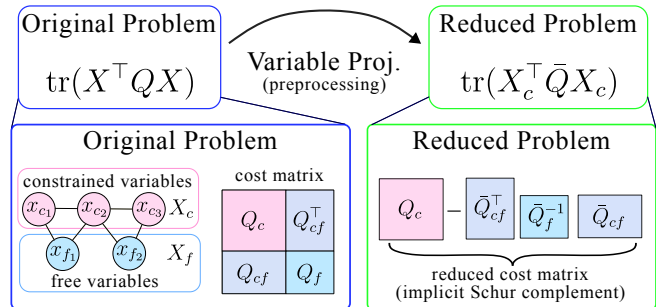 Original Problem
tr(X⊤QX)
Variable Proj.
(preprocessing)
Reduced Problem
tr(X_c⊤Q̄X_c)
Original Problem
constrained variables
x_{c_1} x_{c_2} x_{c_3} X_c
x_{f_1} x_{f_2} X_f
free variables
cost matrix
Q_c Q_{cf}^⊤
Q_{cf} Q_f
Reduced Problem
Q_c − Q̄_{cf}^⊤ Q̄_f^{-1} Q̄_{cf}
reduced cost matrix
(implicit Schur complement)